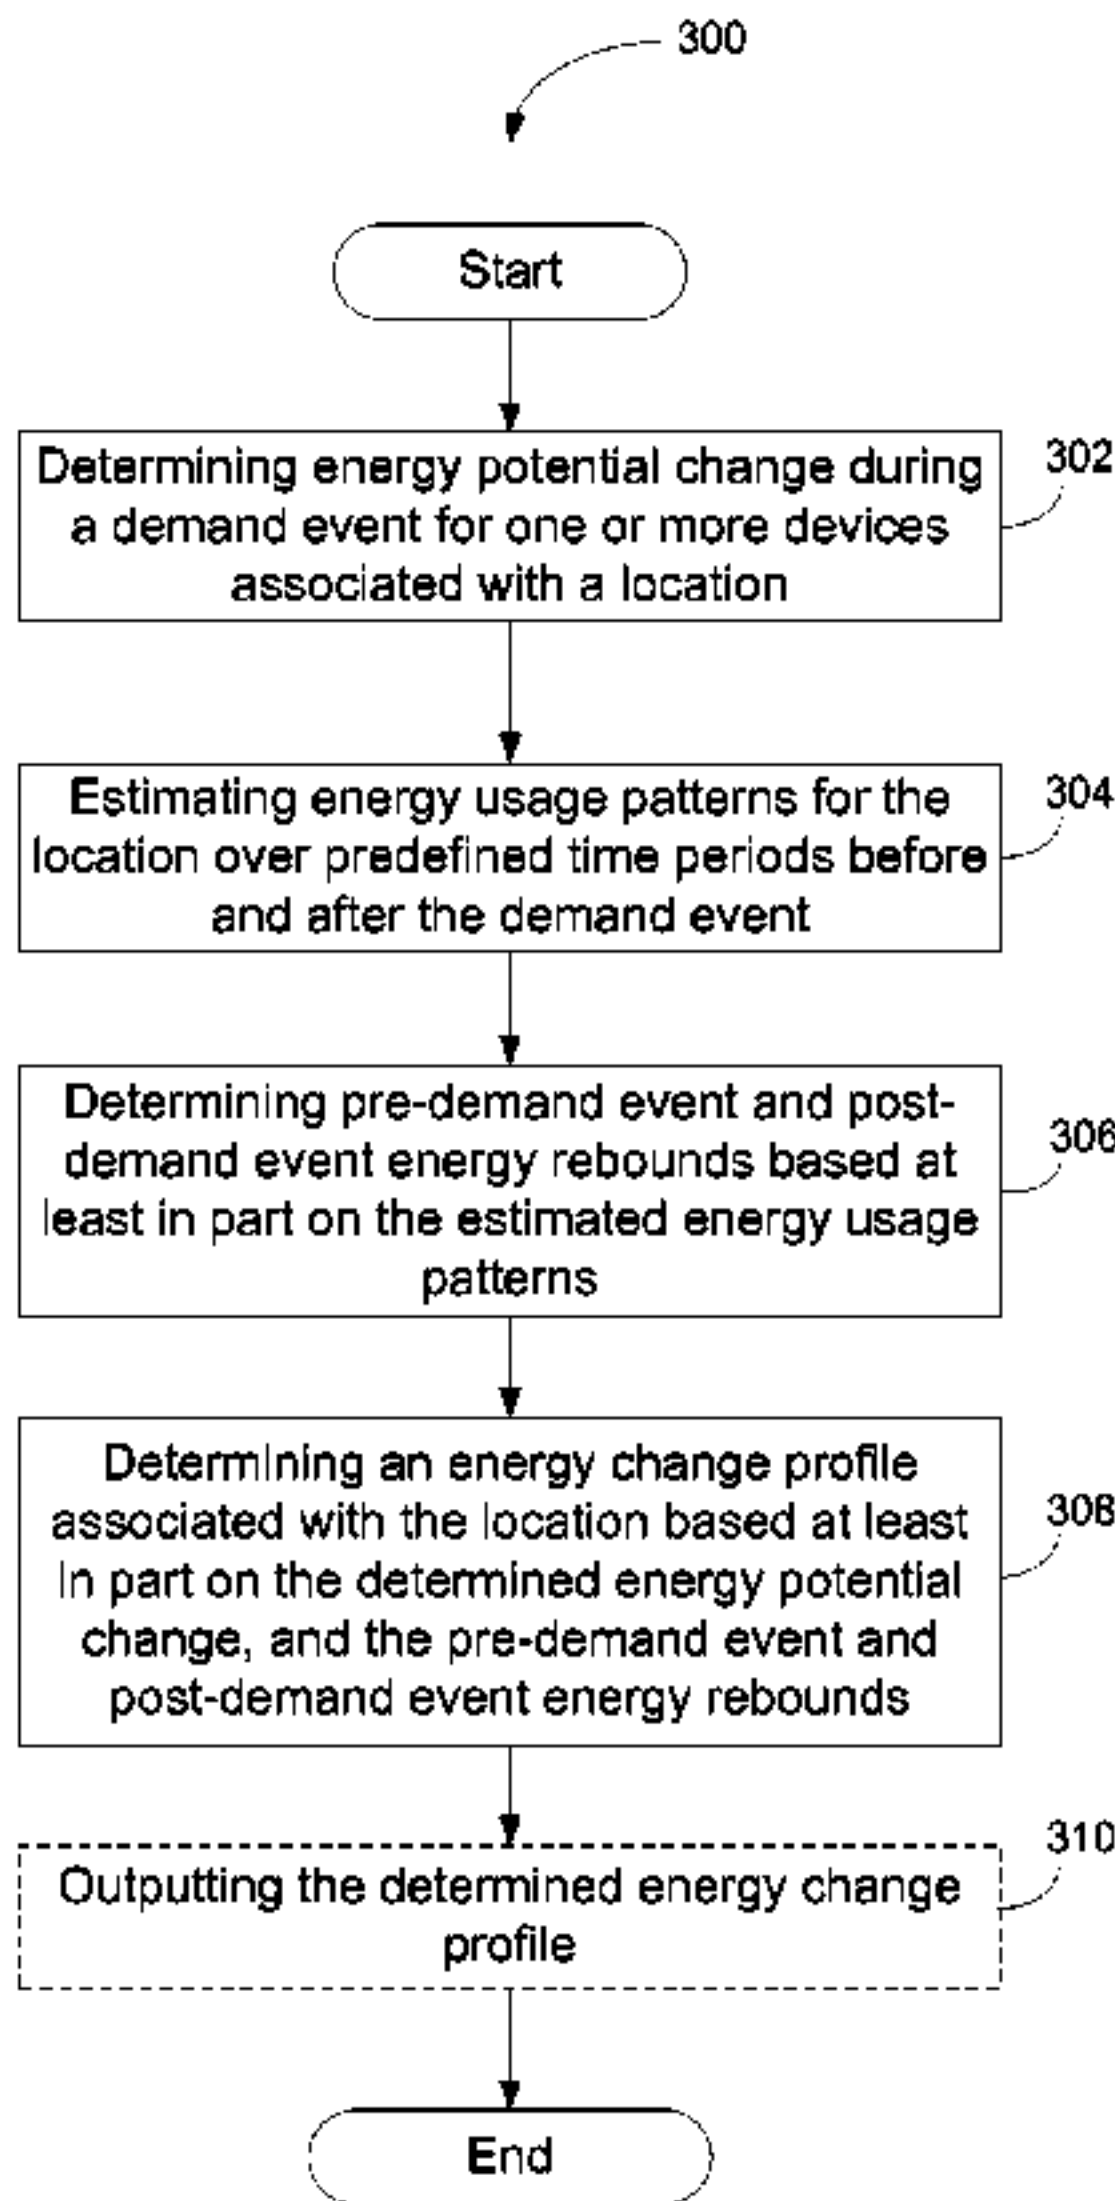 300
Start
Determining energy potential change during
a demand event for one or more devices
associated with a location
302
Estimating energy usage patterns for the
location over predefined time periods before
and after the demand event
304
Determining pre-demand event and post-
demand event energy rebounds based at
least in part on the estimated energy usage
patterns
306
Determining an energy change profile
associated with the location based at least
in part on the determined energy potential
change, and the pre-demand event and
post-demand event energy rebounds
308
Outputting the determined energy change
profile
310
End